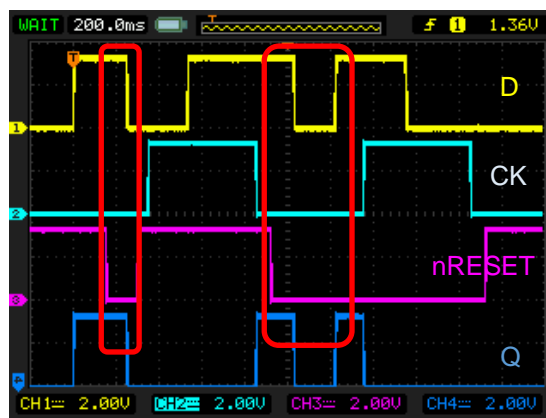 WAIT 200.0ms T f 1 1.36V
T
D
1
CK
2
nRESET
3
Q
4
CH1 2.00V CH2 2.00V CH3 2.00V CH4 2.00V